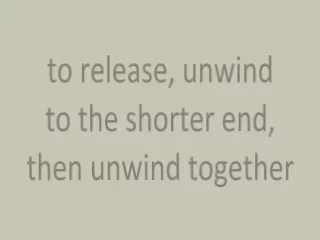 to release, unwind
to the shorter end,
then unwind together